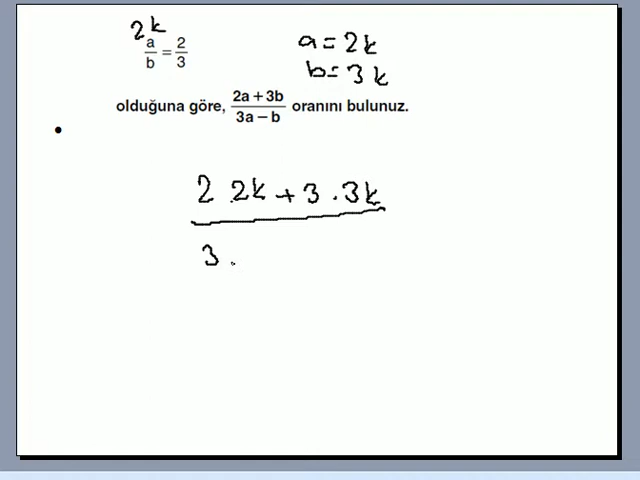 2k
a/b = 2/3
a = 2k
b = 3k
olduğuna göre, (2a + 3b)/(3a − b) oranını bulunuz.
2 . 2k + 3 . 3k
3 .